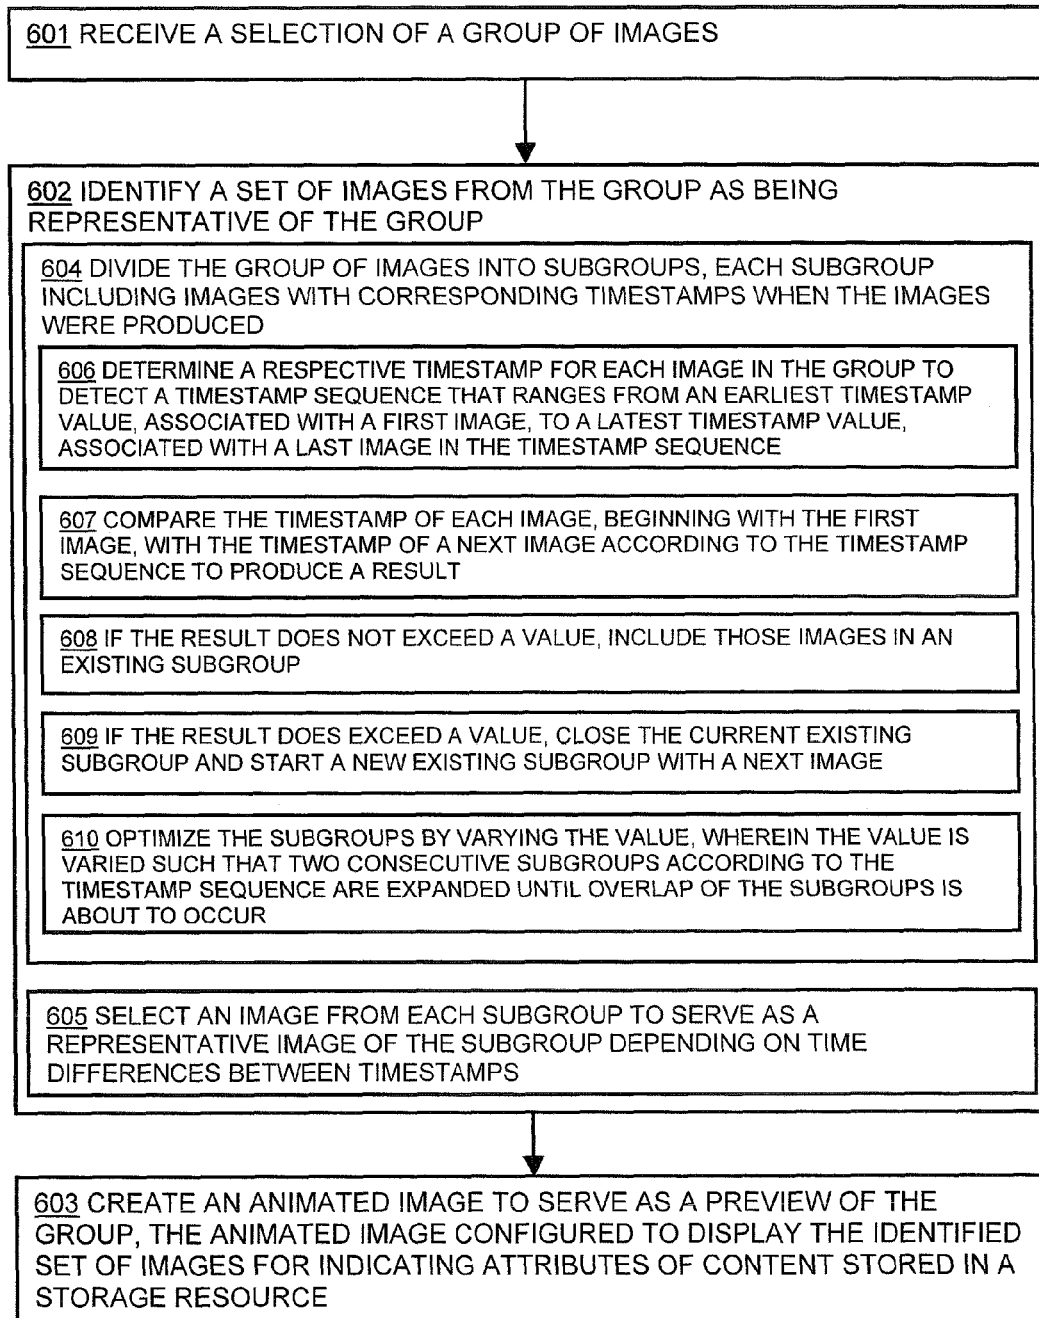 601 RECEIVE A SELECTION OF A GROUP OF IMAGES
602 IDENTIFY A SET OF IMAGES FROM THE GROUP AS BEING
REPRESENTATIVE OF THE GROUP
604 DIVIDE THE GROUP OF IMAGES INTO SUBGROUPS, EACH SUBGROUP
INCLUDING IMAGES WITH CORRESPONDING TIMESTAMPS WHEN THE IMAGES
WERE PRODUCED
606 DETERMINE A RESPECTIVE TIMESTAMP FOR EACH IMAGE IN THE GROUP TO
DETECT A TIMESTAMP SEQUENCE THAT RANGES FROM AN EARLIEST TIMESTAMP
VALUE, ASSOCIATED WITH A FIRST IMAGE, TO A LATEST TIMESTAMP VALUE,
ASSOCIATED WITH A LAST IMAGE IN THE TIMESTAMP SEQUENCE
607 COMPARE THE TIMESTAMP OF EACH IMAGE, BEGINNING WITH THE FIRST
IMAGE, WITH THE TIMESTAMP OF A NEXT IMAGE ACCORDING TO THE TIMESTAMP
SEQUENCE TO PRODUCE A RESULT
608 IF THE RESULT DOES NOT EXCEED A VALUE, INCLUDE THOSE IMAGES IN AN
EXISTING SUBGROUP
609 IF THE RESULT DOES EXCEED A VALUE, CLOSE THE CURRENT EXISTING
SUBGROUP AND START A NEW EXISTING SUBGROUP WITH A NEXT IMAGE
610 OPTIMIZE THE SUBGROUPS BY VARYING THE VALUE, WHEREIN THE VALUE IS
VARIED SUCH THAT TWO CONSECUTIVE SUBGROUPS ACCORDING TO THE
TIMESTAMP SEQUENCE ARE EXPANDED UNTIL OVERLAP OF THE SUBGROUPS IS
ABOUT TO OCCUR
605 SELECT AN IMAGE FROM EACH SUBGROUP TO SERVE AS A
REPRESENTATIVE IMAGE OF THE SUBGROUP DEPENDING ON TIME
DIFFERENCES BETWEEN TIMESTAMPS
603 CREATE AN ANIMATED IMAGE TO SERVE AS A PREVIEW OF THE
GROUP, THE ANIMATED IMAGE CONFIGURED TO DISPLAY THE IDENTIFIED
SET OF IMAGES FOR INDICATING ATTRIBUTES OF CONTENT STORED IN A
STORAGE RESOURCE